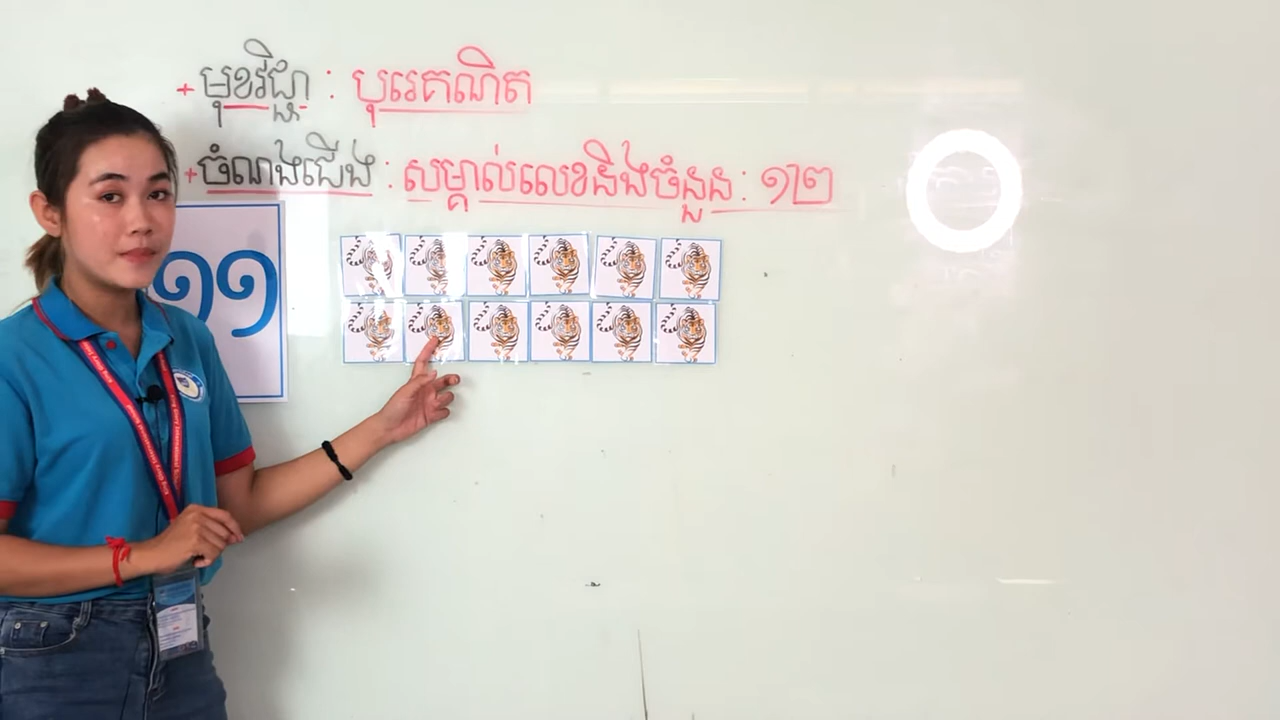 + មុខវិជ្ជា : បុរេគណិត
+ ចំណងជើង : សម្គាល់លេខនិងចំនួន : ១២
១១